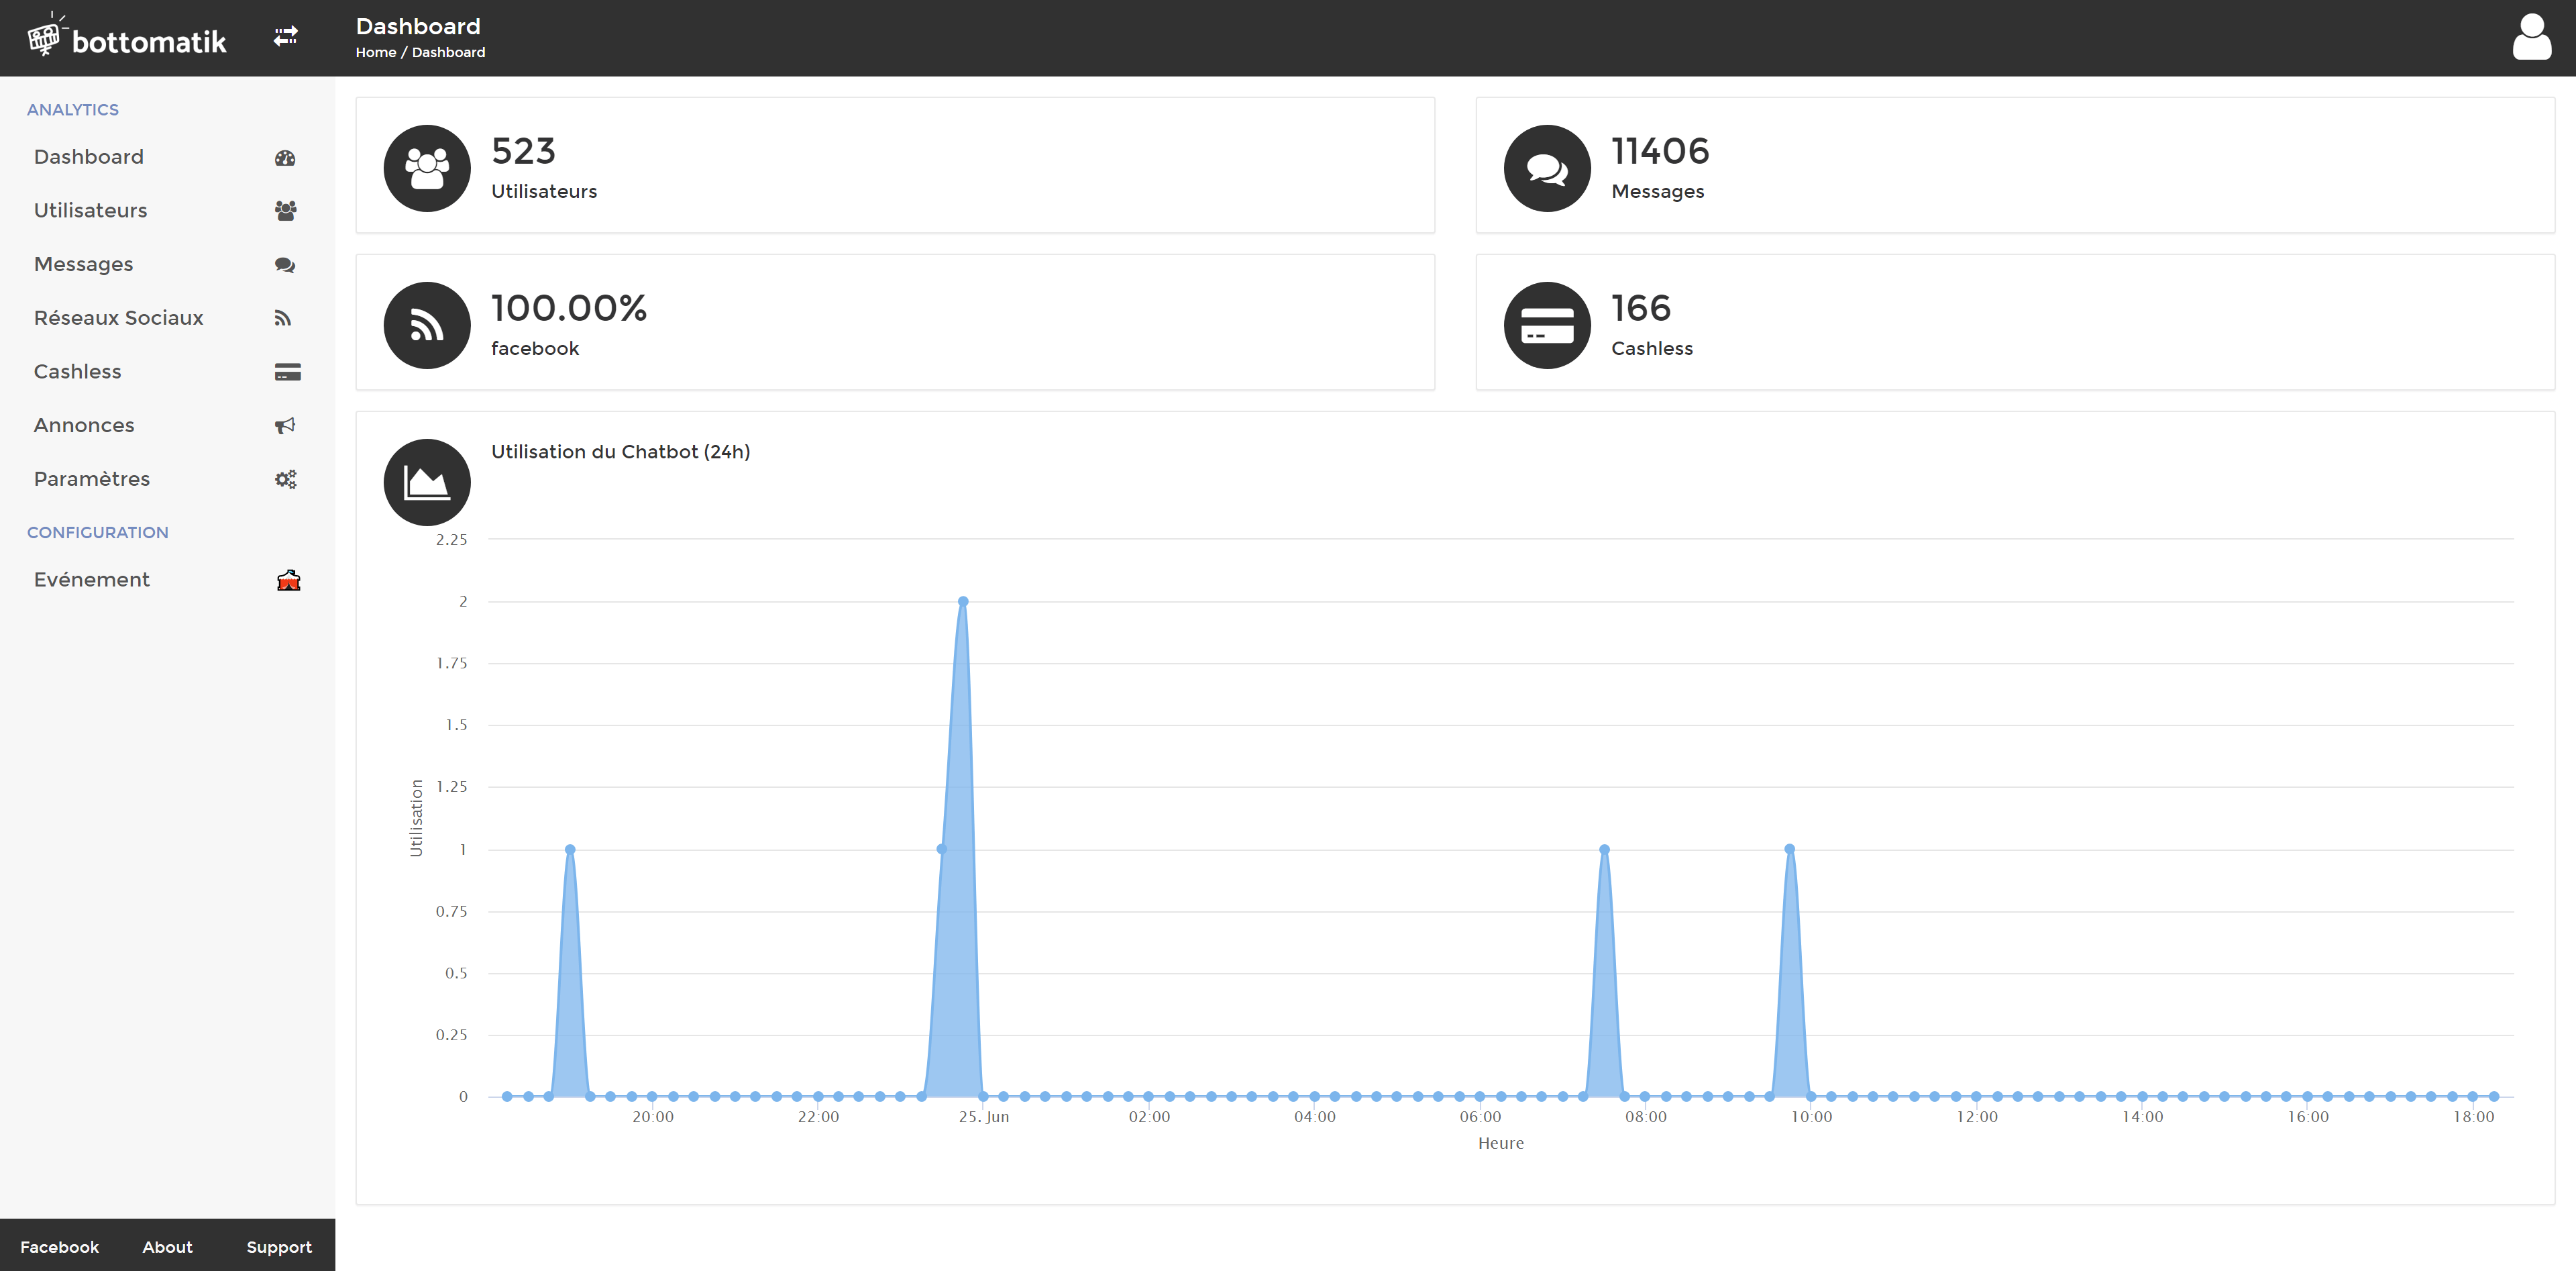 bottomatik
Dashboard
Home / Dashboard
ANALYTICS
Dashboard
Utilisateurs
Messages
Réseaux Sociaux
Cashless
Annonces
Paramètres
CONFIGURATION
Evénement
Facebook About Support
523
Utilisateurs
11406
Messages
100.00%
facebook
166
Cashless
Utilisation du Chatbot (24h)
Utilisation
2.25
2
1.75
1.5
1.25
1
0.75
0.5
0.25
0
20:00 22:00 25. Jun 02:00 04:00 06:00 08:00 10:00 12:00 14:00 16:00 18:00
Heure